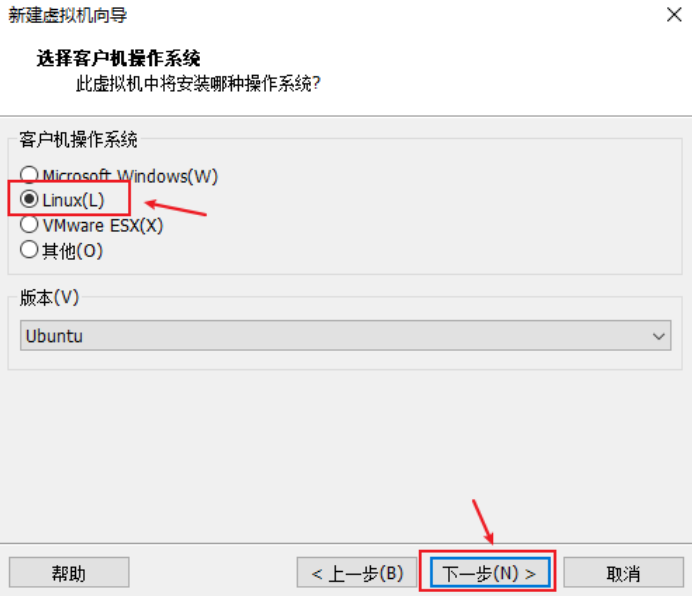 新建虚拟机向导
选择客户机操作系统
此虚拟机中将安装哪种操作系统?
客户机操作系统
Microsoft Windows(W)
Linux(L)
VMware ESX(X)
其他(O)
版本(V)
Ubuntu
帮助
< 上一步(B)
下一步(N) >
取消